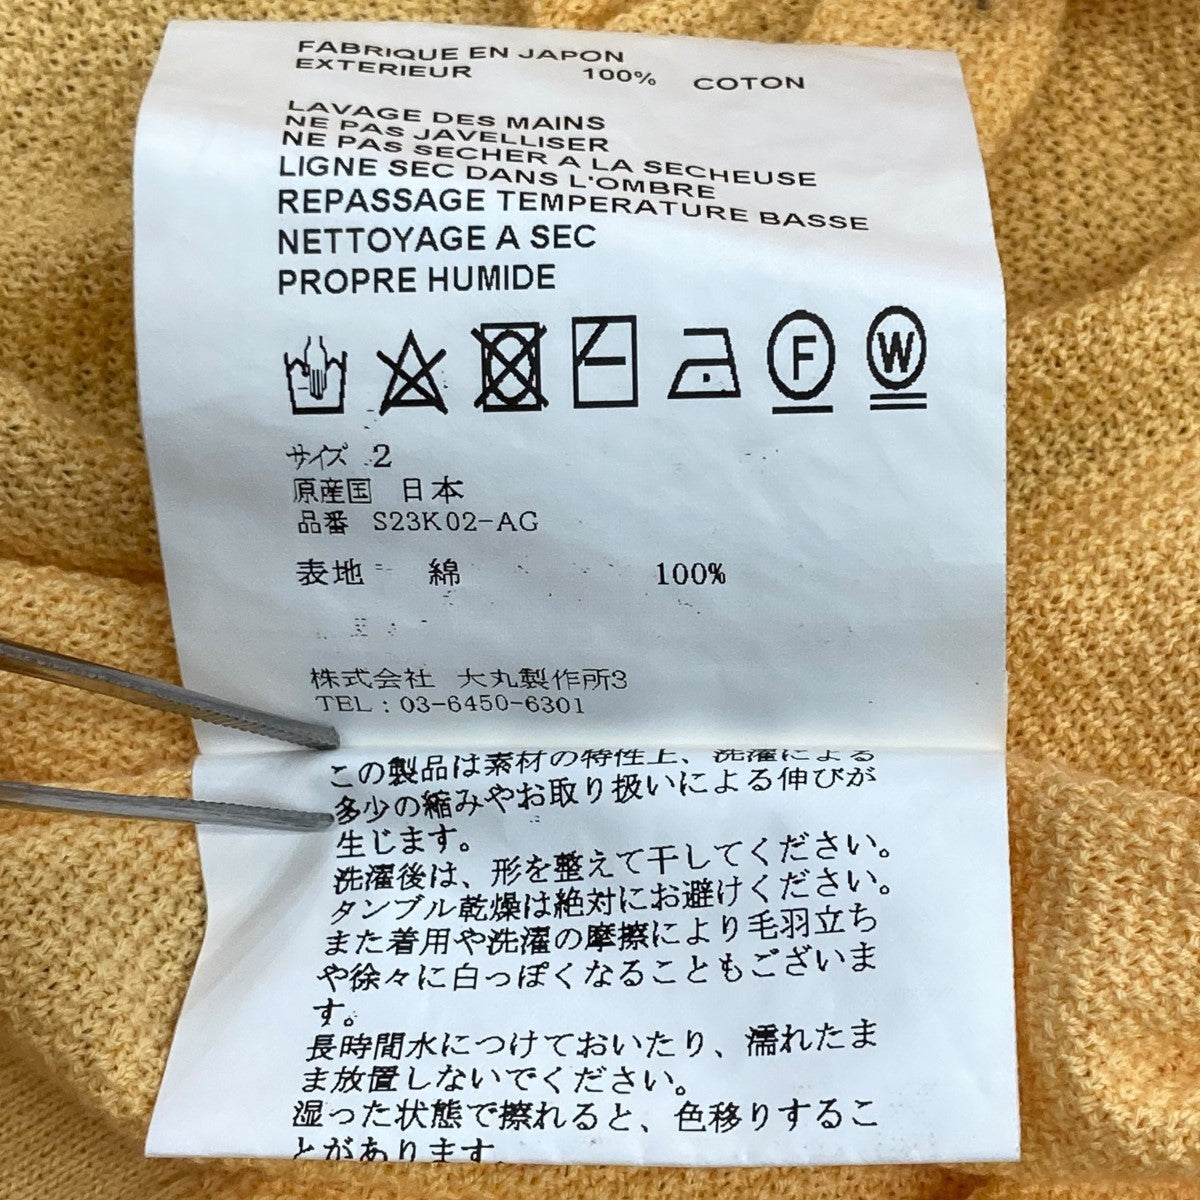 FABRIQUE EN JAPON
EXTERIEUR 100% COTON
LAVAGE DES MAINS
NE PAS JAVELLISER
NE PAS SECHER A LA SECHEUSE
LIGNE SEC DANS L'OMBRE
REPASSAGE TEMPERATURE BASSE
NETTOYAGE A SEC
PROPRE HUMIDE
F W
サイズ 2
原産国 日本
品番 S23K02-AG
表地 綿 100%
株式会社 大丸製作所3
TEL:03-6450-6301
この製品は素材の特性上、洗濯による
多少の縮みやお取り扱いによる伸びが
生じます。
洗濯後は、形を整えて干してください。
タンブル乾燥は絶対にお避けください。
また着用や洗濯の摩擦により毛羽立ち
や徐々に白っぽくなることもございま
す。
長時間水につけておいたり、濡れたま
ま放置しないでください。
湿った状態で擦れると、色移りするこ
とがあります